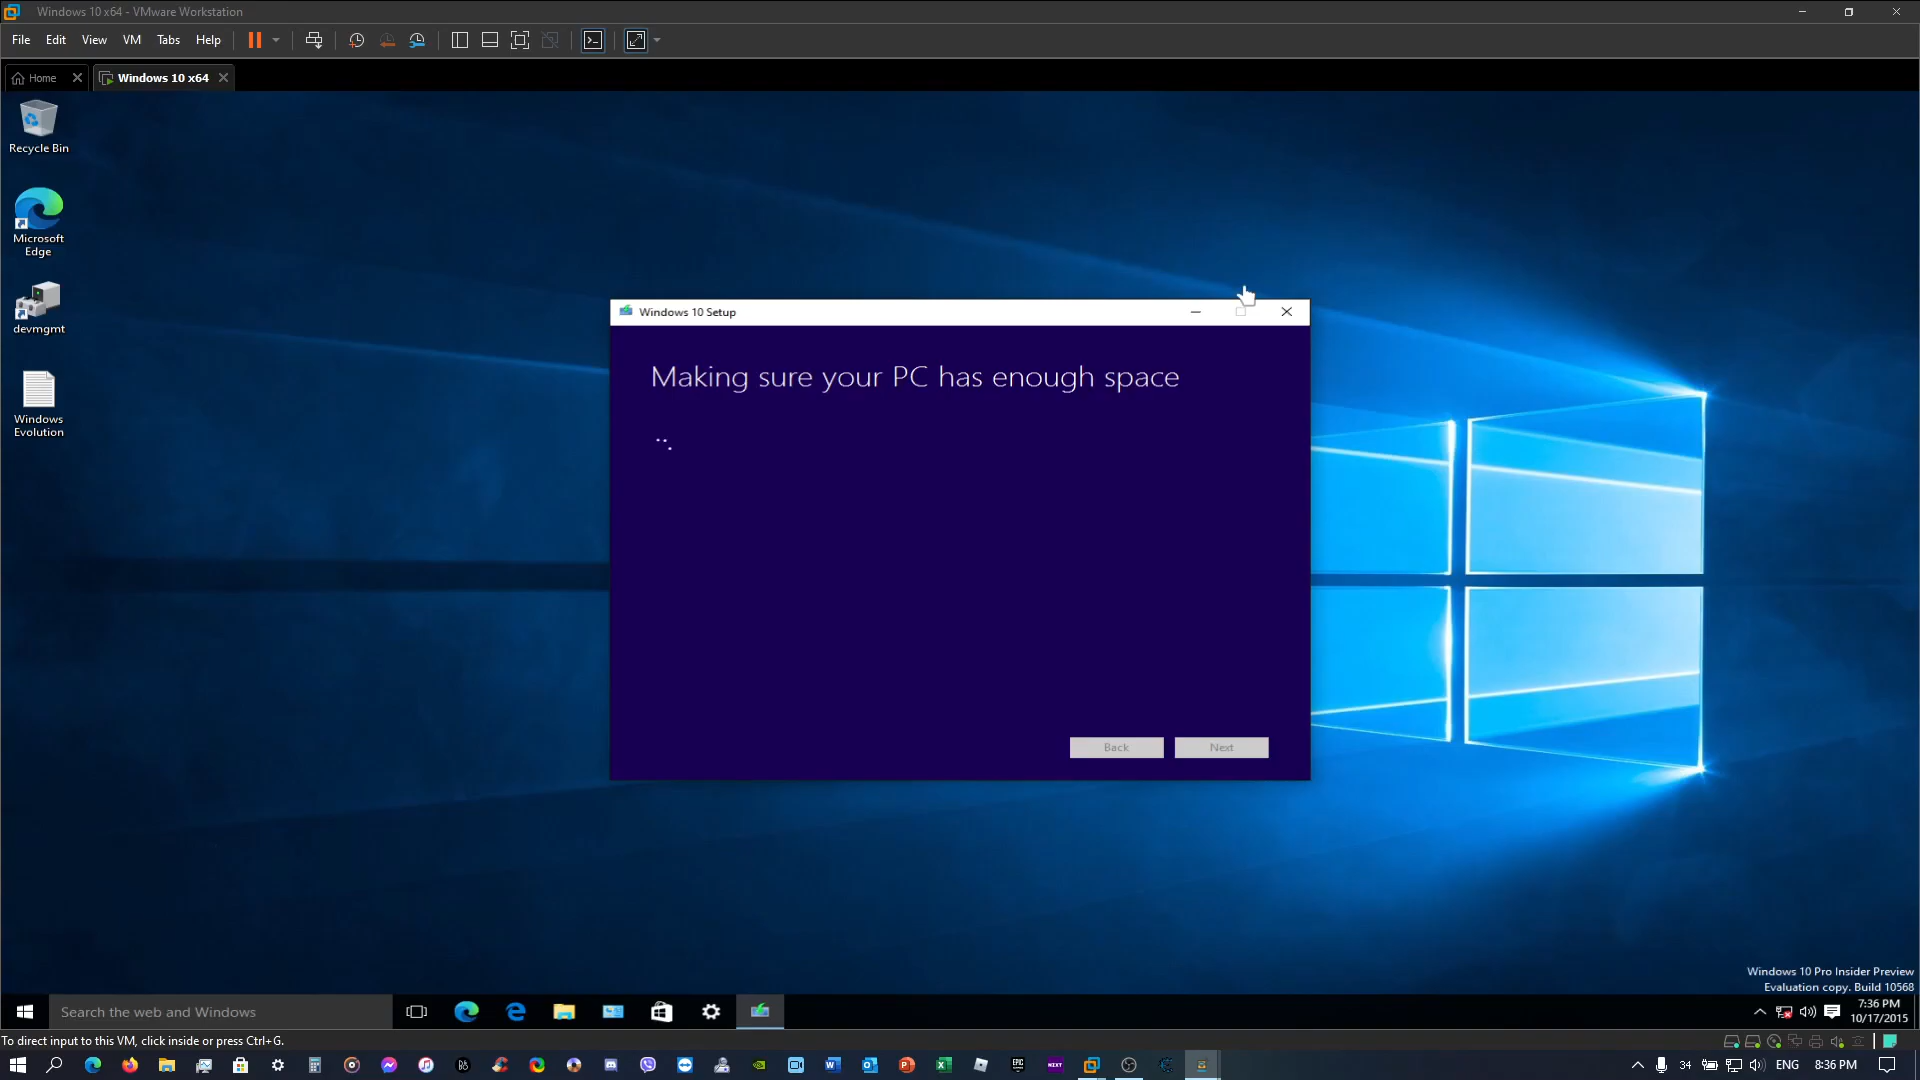 Windows 10 x64 - VMware Workstation
File Edit View VM Tabs Help
Home Windows 10 x64
Recycle Bin
Microsoft
Edge
devmgmt
Windows
Evolution
Windows 10 Setup
Making sure your PC has enough space
Back Next
Windows 10 Pro Insider Preview
Evaluation copy. Build 10568
Search the web and Windows
7:36 PM
10/17/2015
To direct input to this VM, click inside or press Ctrl+G.
34 ENG 8:36 PM